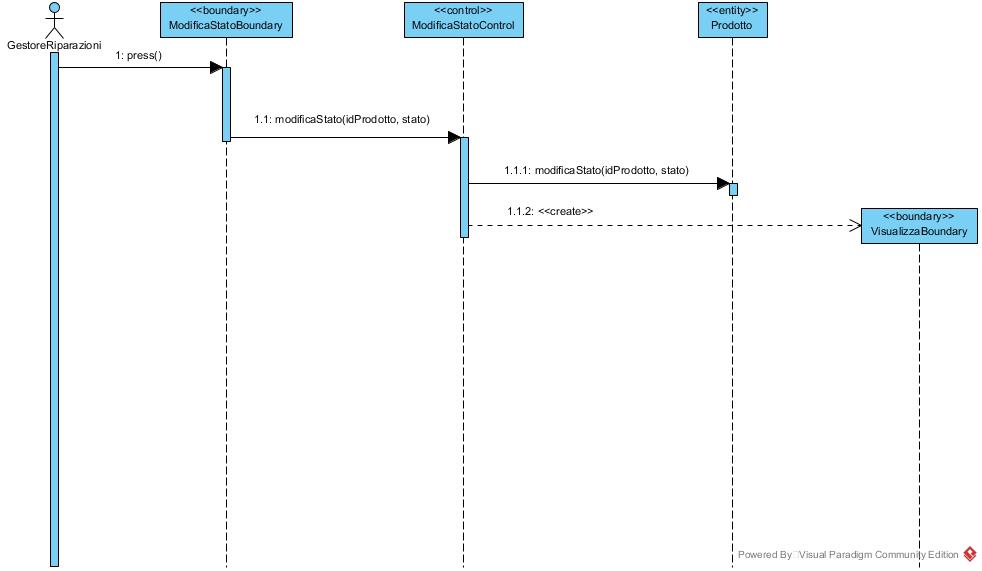 <<boundary>>
ModificaStatoBoundary
<<control>>
ModificaStatoControl
<<entity>>
Prodotto
GestoreRiparazioni
1: press()
1.1: modificaStato(idProdotto, stato)
1.1.1: modificaStato(idProdotto, stato)
1.1.2: <<create>>
<<boundary>>
VisualizzaBoundary
Powered By Visual Paradigm Community Edition